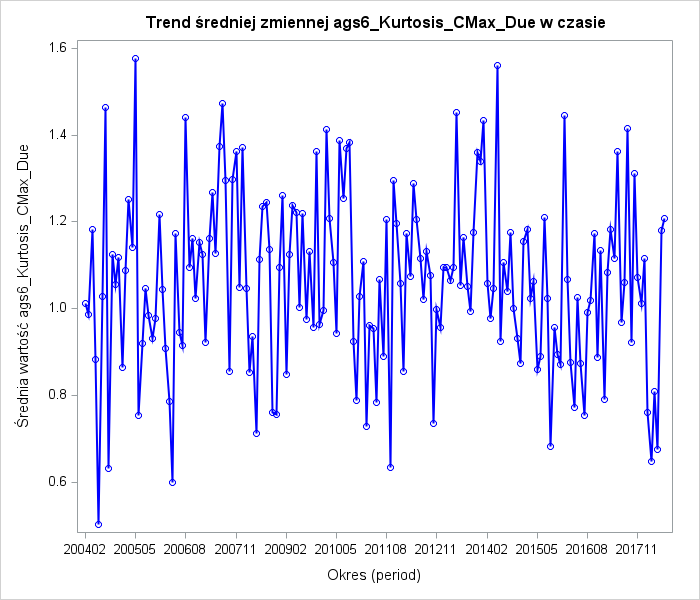 Trend średniej zmiennej ags6_Kurtosis_CMax_Due w czasie
Średnia wartość ags6_Kurtosis_CMax_Due
1.6
1.4
1.2
1.0
0.8
0.6
200402 200505 200608 200711 200902 201005 201108 201211 201402 201505 201608 201711
Okres (period)